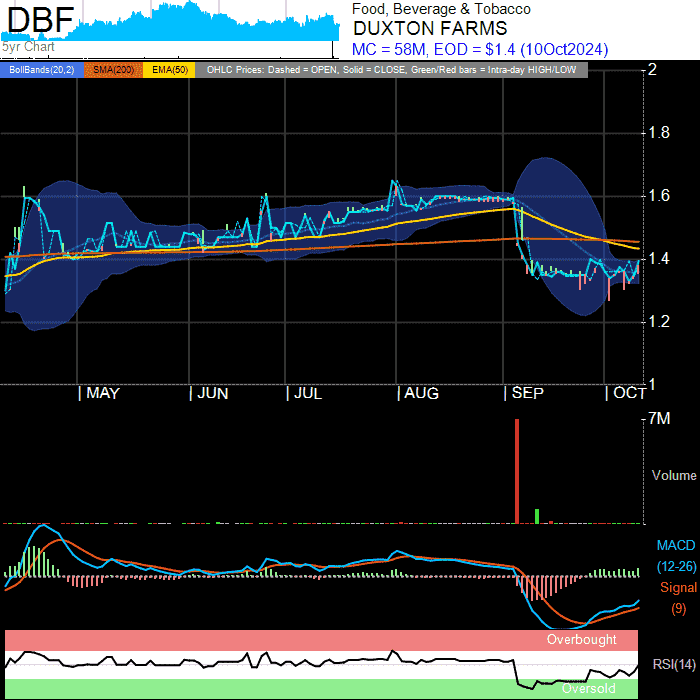 DBF
5yr Chart
Food, Beverage & Tobacco
DUXTON FARMS
MC = 58M, EOD = $1.4 (10Oct2024)
BollBands(20,2) SMA(200) EMA(50) OHLC Prices: Dashed = OPEN, Solid = CLOSE, Green/Red bars = Intra-day HIGH/LOW
2
1.8
1.6
1.4
1.2
1
| MAY | JUN | JUL | AUG | SEP | OCT
7M
Volume
MACD
(12-26)
Signal
(9)
Overbought
RSI(14)
Oversold